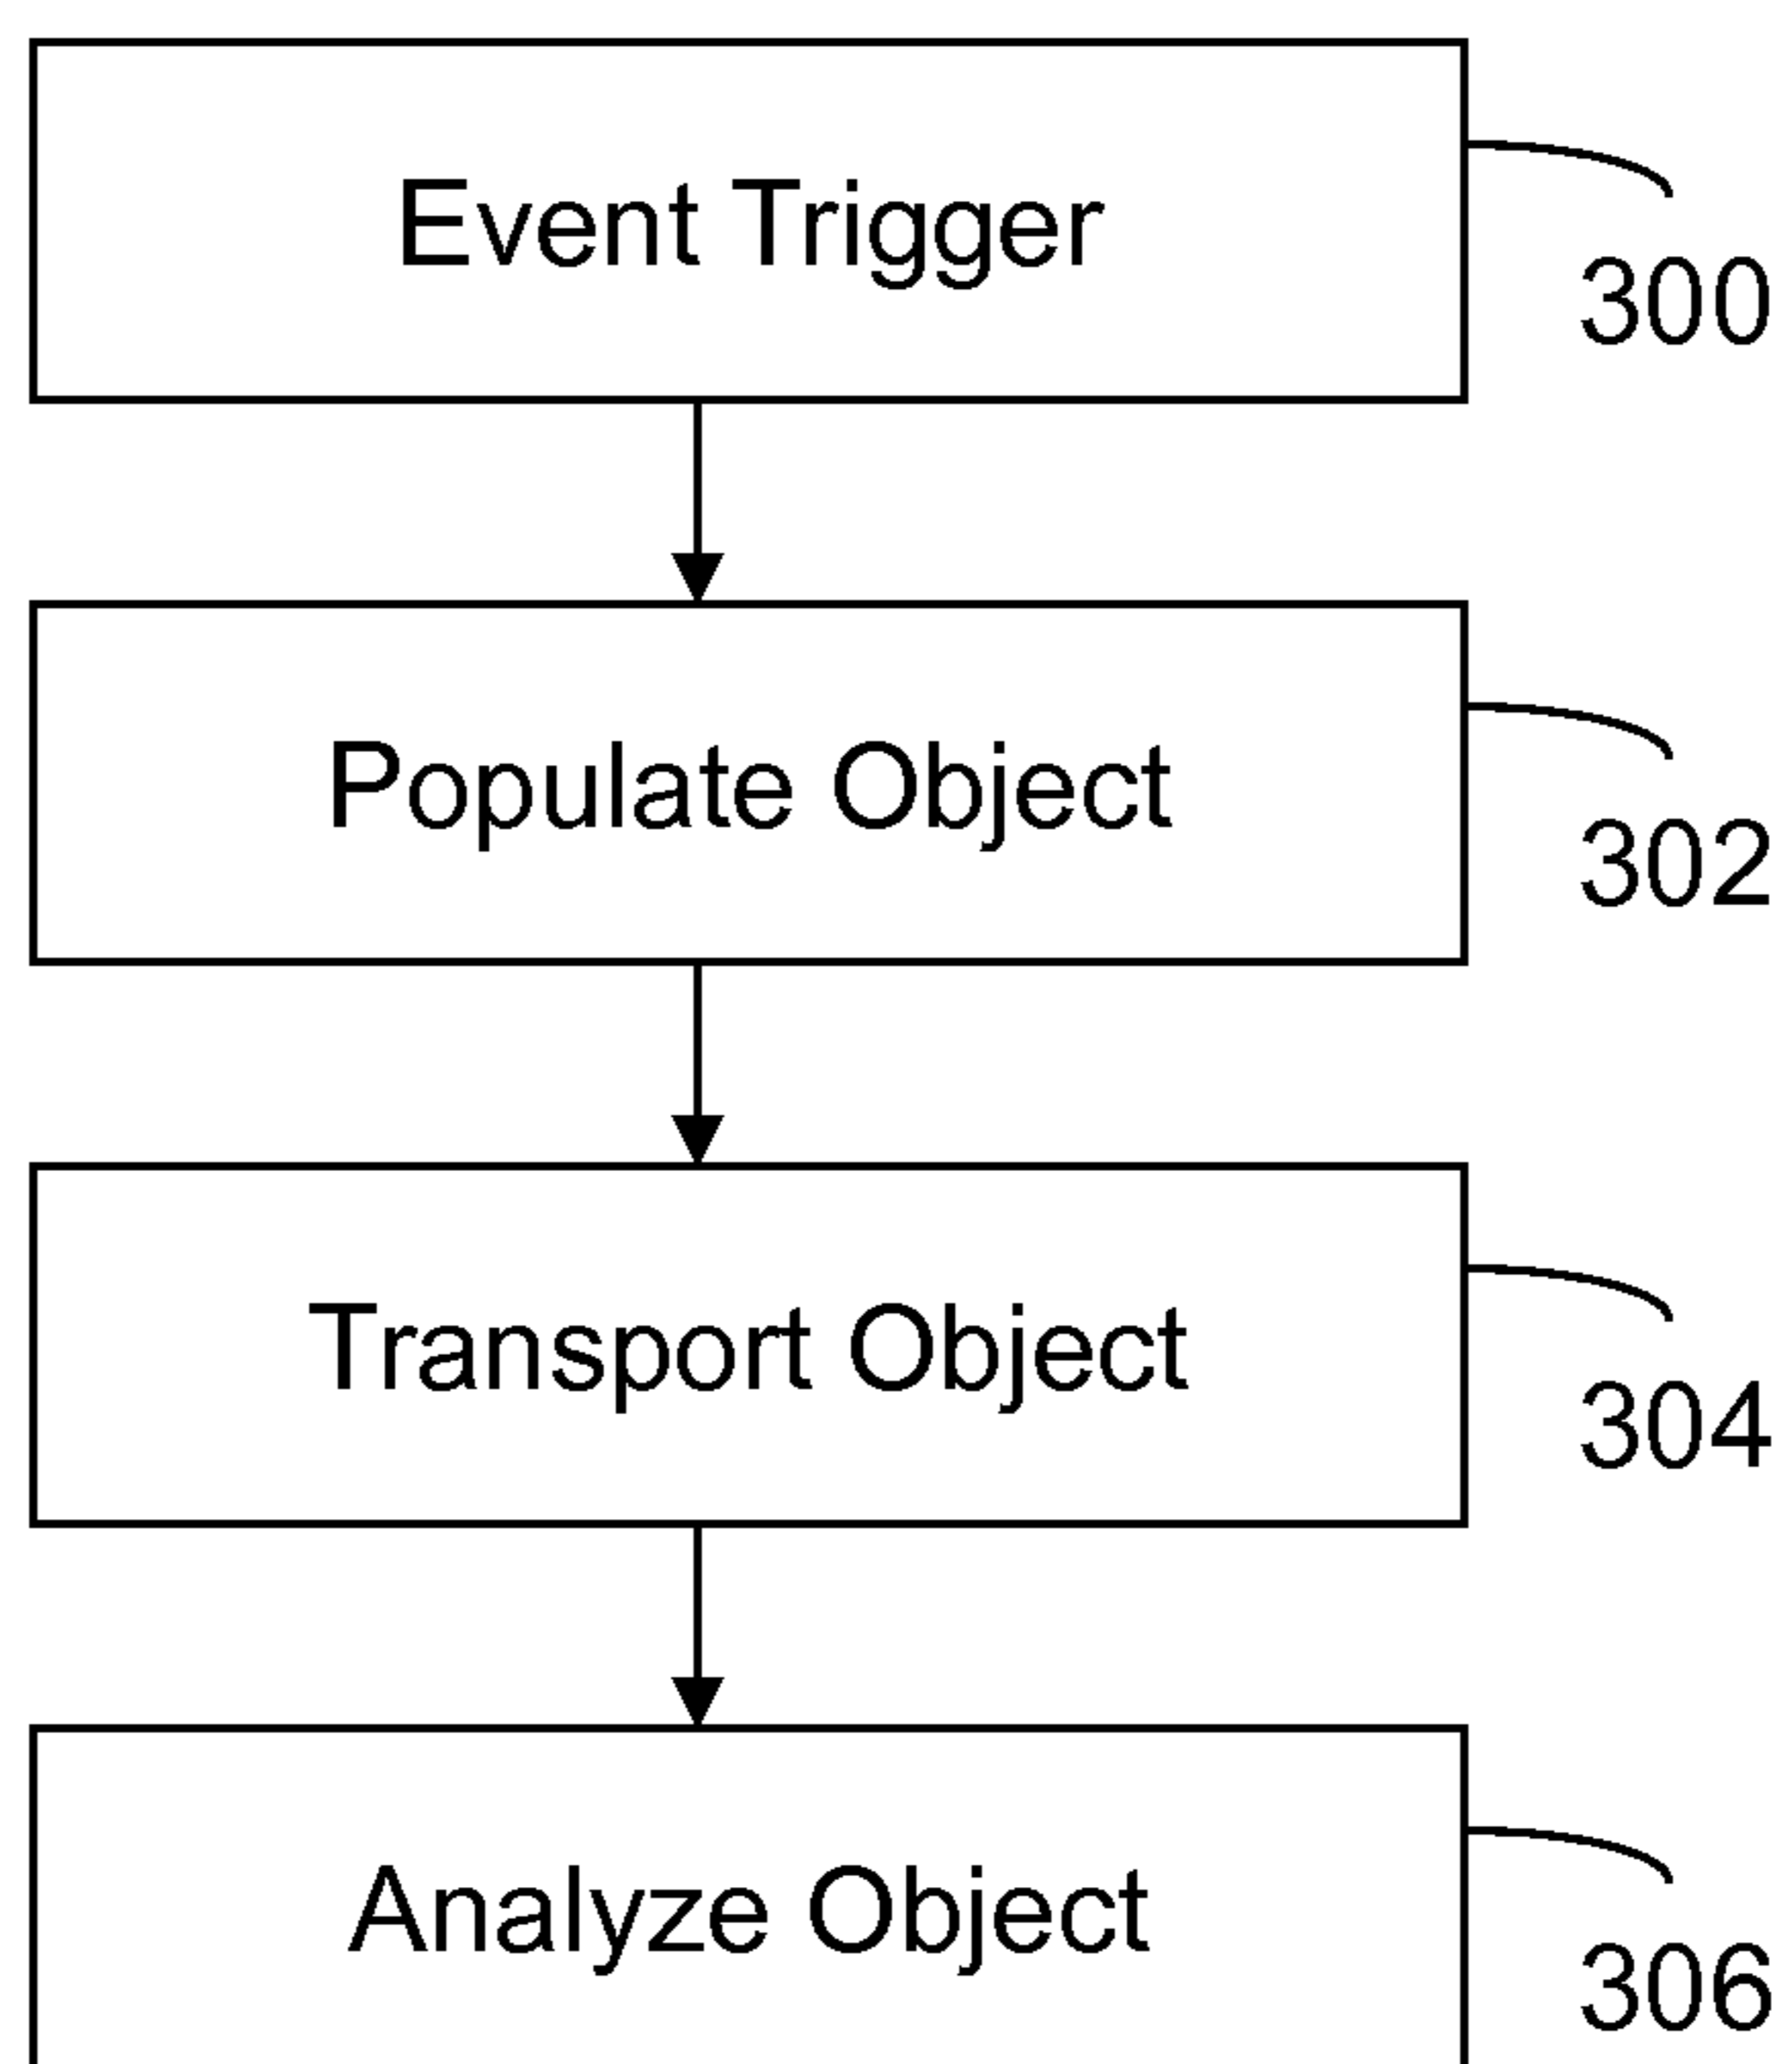 Event Trigger
300
Populate Object
302
Transport Object
304
Analyze Object
306